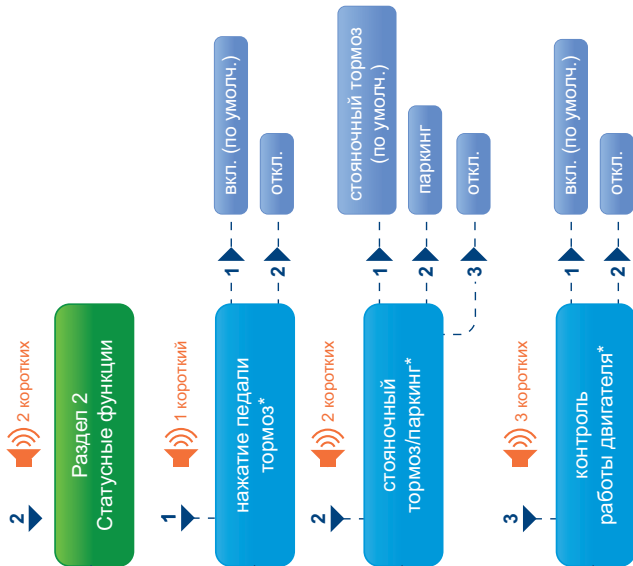 2
2 коротких
Раздел 2
Статусные функции
1
1 короткий
нажатие педали
тормоз*
1
вкл. (по умолч.)
2
откл.
2
2 коротких
стояночный
тормоз/паркинг*
1
стояночный тормоз
(по умолч.)
2
паркинг
3
откл.
3
3 коротких
контроль
работы двигателя*
1
вкл. (по умолч.)
2
откл.